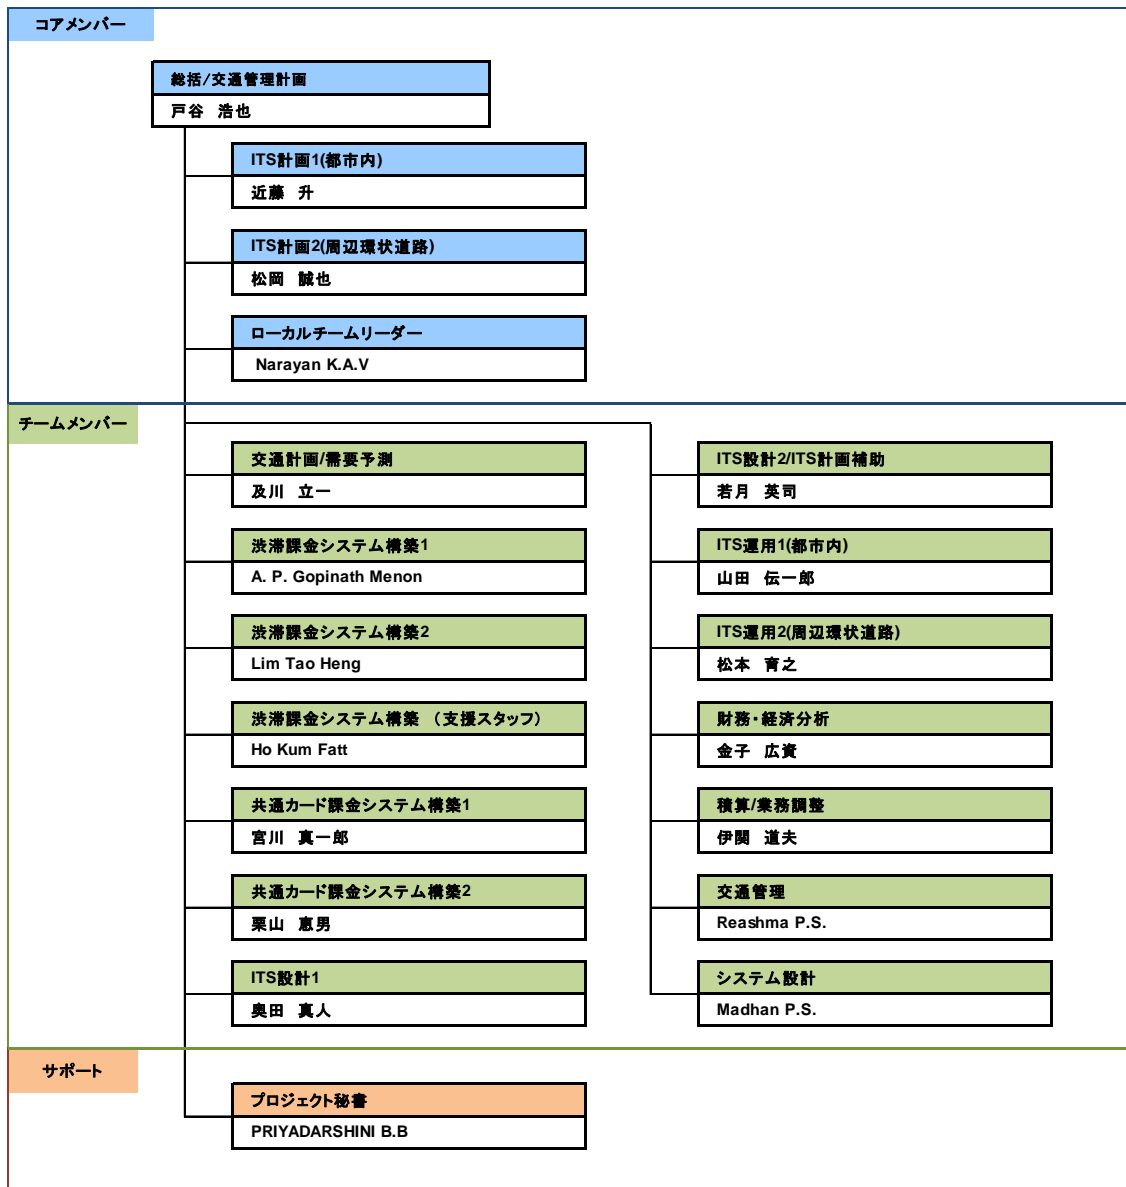 コアメンバー
総括/交通管理計画
戸谷 浩也
ITS計画1(都市内)
近藤 升
ITS計画2(周辺環状道路)
松岡 誠也
ローカルチームリーダー
Narayan K.A.V
チームメンバー
交通計画/需要予測
及川 立一
渋滞課金システム構築1
A. P. Gopinath Menon
渋滞課金システム構築2
Lim Tao Heng
渋滞課金システム構築 (支援スタッフ)
Ho Kum Fatt
共通カード課金システム構築1
宮川 真一郎
共通カード課金システム構築2
栗山 恵男
ITS設計1
奥田 真人
ITS設計2/ITS計画補助
若月 英司
ITS運用1(都市内)
山田 伝一郎
ITS運用2(周辺環状道路)
松本 育之
財務・経済分析
金子 広資
積算/業務調整
伊関 道夫
交通管理
Reashma P.S.
システム設計
Madhan P.S.
サポート
プロジェクト秘書
PRIYADARSHINI B.B